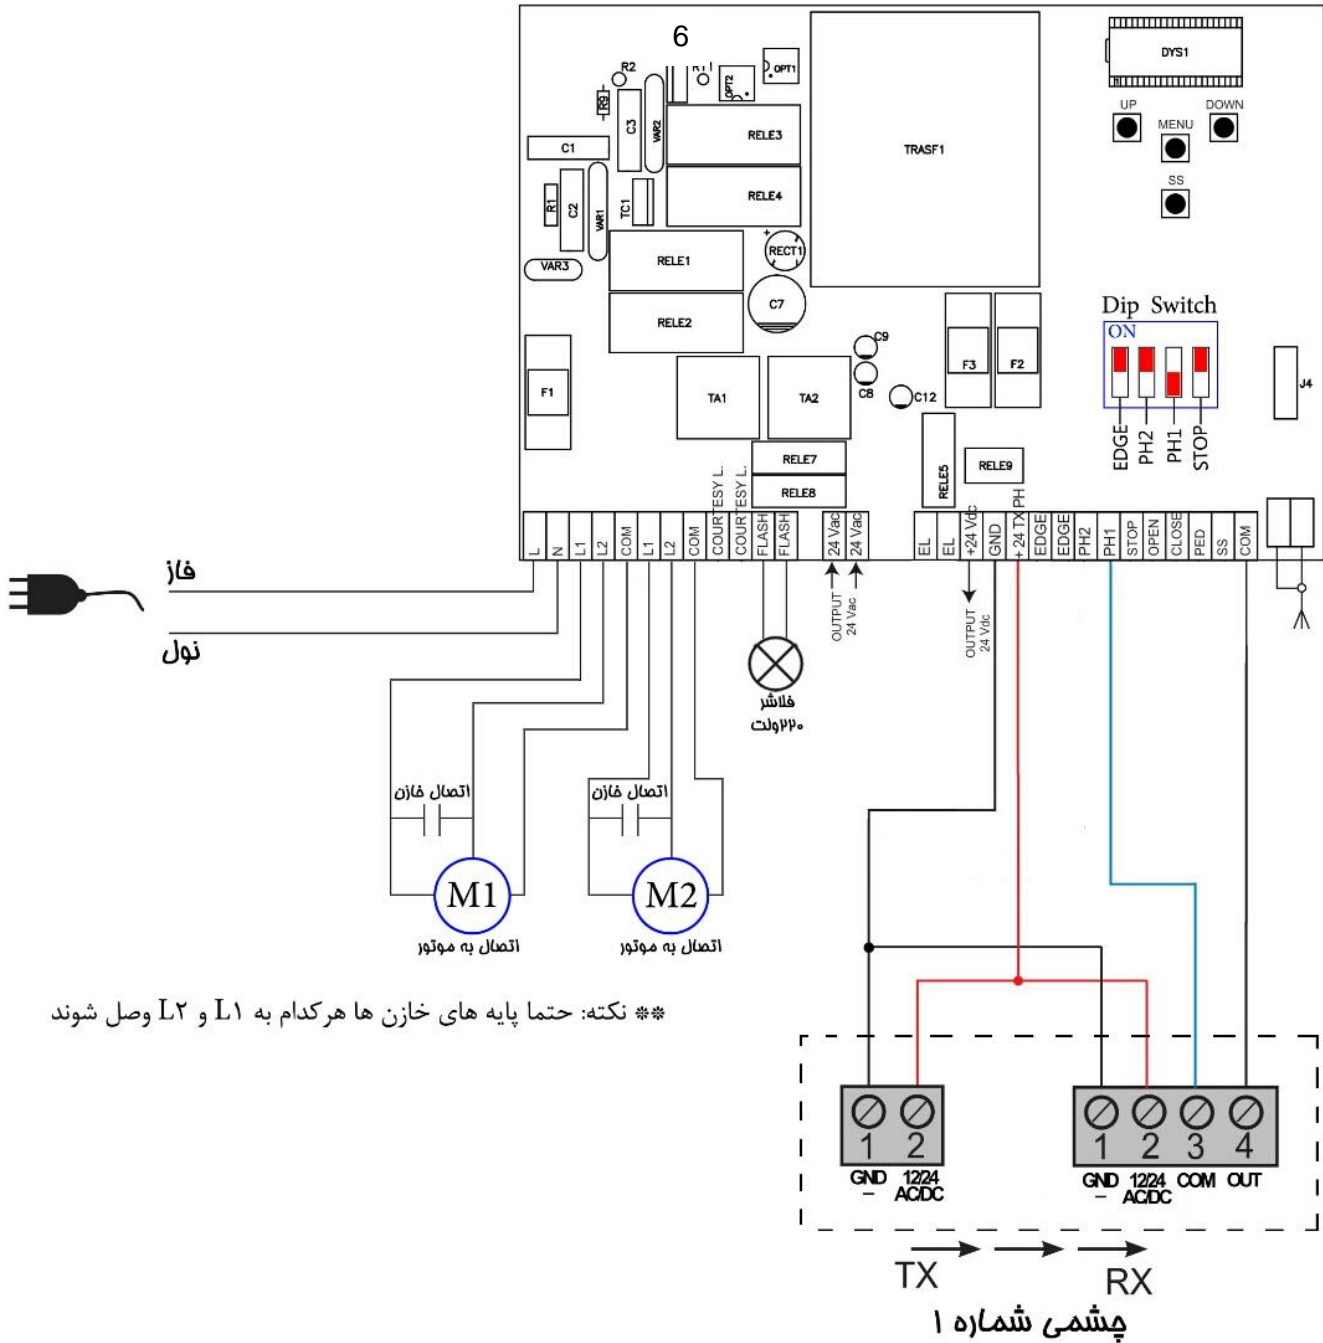 6
R2
R11
OPT2
OPT1
DYS1
UP
DOWN
MENU
SS
R9
C3
VAR2
RELE3
C1
TRASF1
R1
C2
VAR1
TC1
RELE4
+
RECT1
VAR3
RELE1
C7
RELE2
Dip Switch
ON
C9
C8
C12
F1
TA1
TA2
F3
F2
J4
EDGE
PH2
PH1
STOP
RELE7
RELE8
RELE5
RELE9
L
N
L1
L2
COM
L1
L2
COM
COURTESY L.
COURTESY L.
FLASH
FLASH
24 Vac
24 Vac
EL
EL
+24 Vdc
GND
+ 24 TX PH
EDGE
EDGE
PH2
PH1
STOP
OPEN
CLOSE
PED
SS
COM
فاز
نول
OUTPUT
24 Vac
OUTPUT
24 Vdc
فلاشر
۲۲۰ولت
اتصال خازن
اتصال خازن
M1
M2
اتصال به موتور
اتصال به موتور
** نکته: حتما پایه های خازن ها هرکدام به L۱ و L۲ وصل شوند
1 2
GND 12/24
– AC/DC
1 2 3 4
GND 12/24 COM OUT
– AC/DC
TX
RX
چشمی شماره ۱